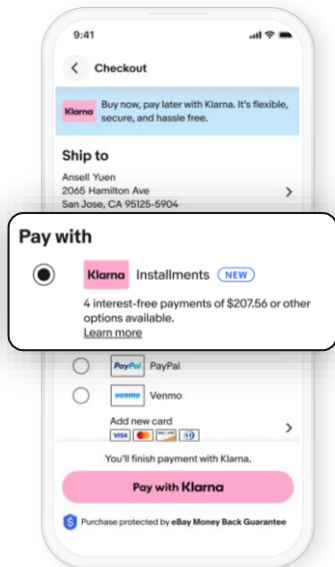 9:41
Checkout
Klarna
Buy now, pay later with Klarna. It's flexible,
secure, and hassle free.
Ship to
Ansell Yuen
2065 Hamilton Ave
San Jose, CA 95125-5904
Pay with
Klarna Installments NEW
4 interest-free payments of $207.56 or other
options available.
Learn more
PayPal PayPal
venmo Venmo
Add new card
VISA
You'll finish payment with Klarna.
Pay with Klarna
Purchase protected by eBay Money Back Guarantee